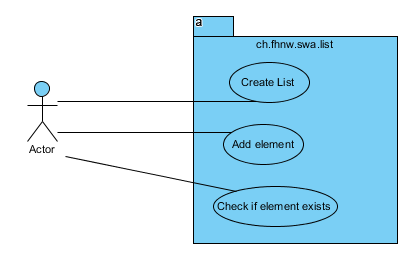 a
ch.fhnw.swa.list
Create List
Add element
Actor
Check if element exists